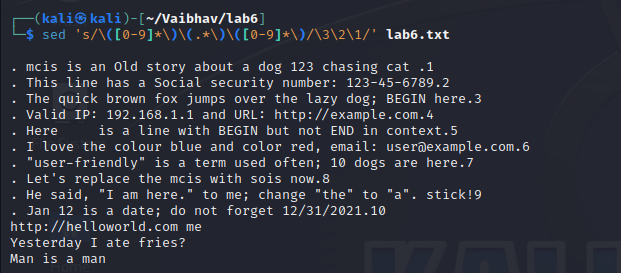 ┌──(kali㉿kali)-[~/Vaibhav/lab6]
└─$ sed 's/\([0-9]*\)\(.*\)\([0-9]*\)/\3\2\1/' lab6.txt
. mcis is an Old story about a dog 123 chasing cat .1
. This line has a Social security number: 123-45-6789.2
. The quick brown fox jumps over the lazy dog; BEGIN here.3
. Valid IP: 192.168.1.1 and URL: http://example.com.4
. Here     is a line with BEGIN but not END in context.5
. I love the colour blue and color red, email: user@example.com.6
. "user-friendly" is a term used often; 10 dogs are here.7
. Let's replace the mcis with sois now.8
. He said, "I am here." to me; change "the" to "a". stick!9
. Jan 12 is a date; do not forget 12/31/2021.10
http://helloworld.com me
Yesterday I ate fries?
Man is a man